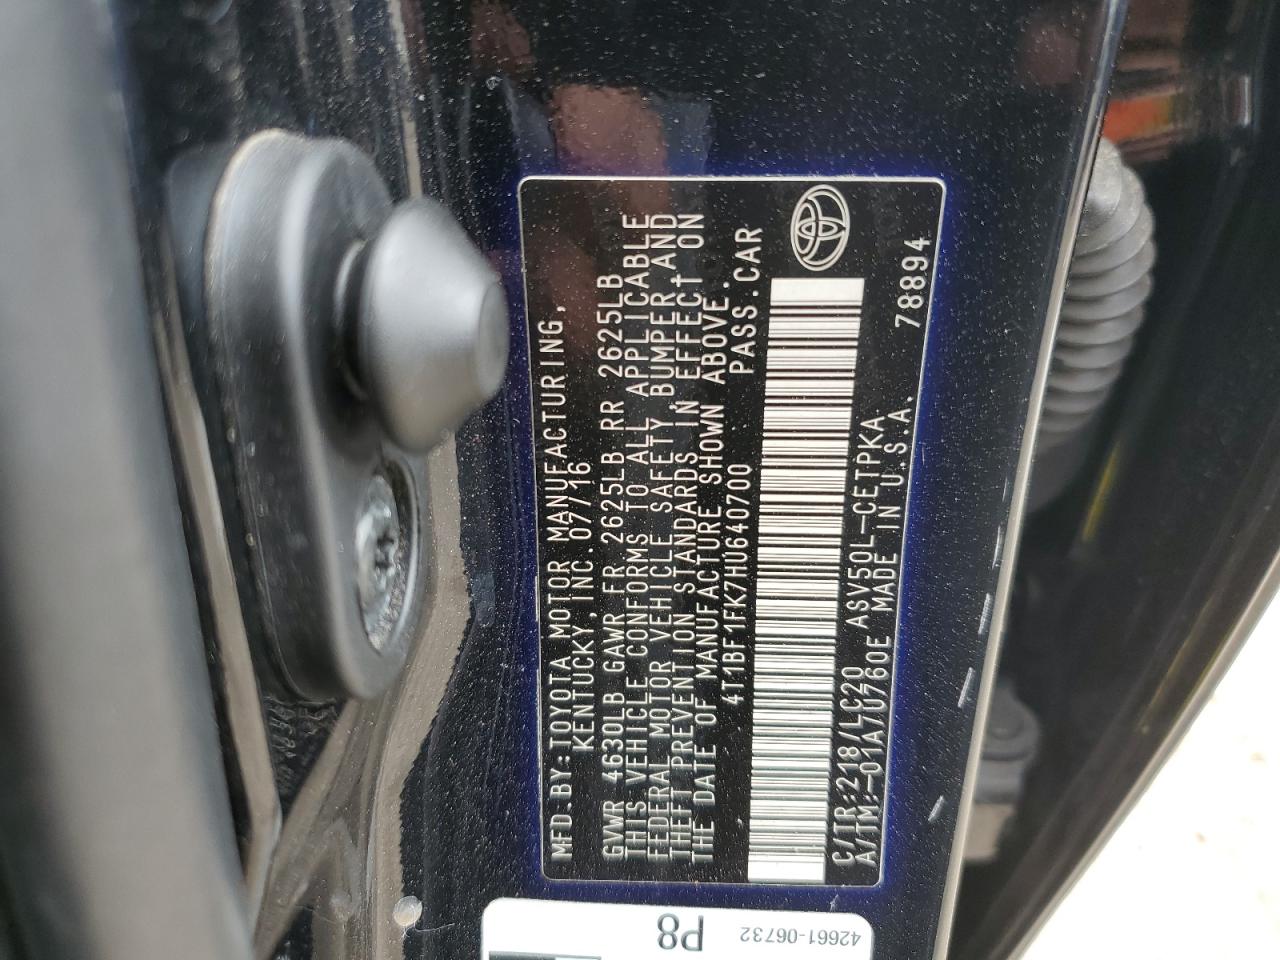 MFD.BY:TOYOTA MOTOR MANUFACTURING,
KENTUCKY,INC.07/16
GVWR 4630LB GAWR FR 2625LB RR 2625LB
THIS VEHICLE CONFORMS TO ALL APPLICABLE
FEDERAL MOTOR VEHICLE SAFETY, BUMPER AND
THEFT PREVENTION STANDARDS IN EFFECT ON
THE DATE OF MANUFACTURE SHOWN ABOVE.
4T1BF1FK7HU640700 PASS.CAR
C/TR:218/LC20 ASV50L-CETPKA
A/TM:-01A/U760E MADE IN U.S.A. 78894
P8
42661-06732